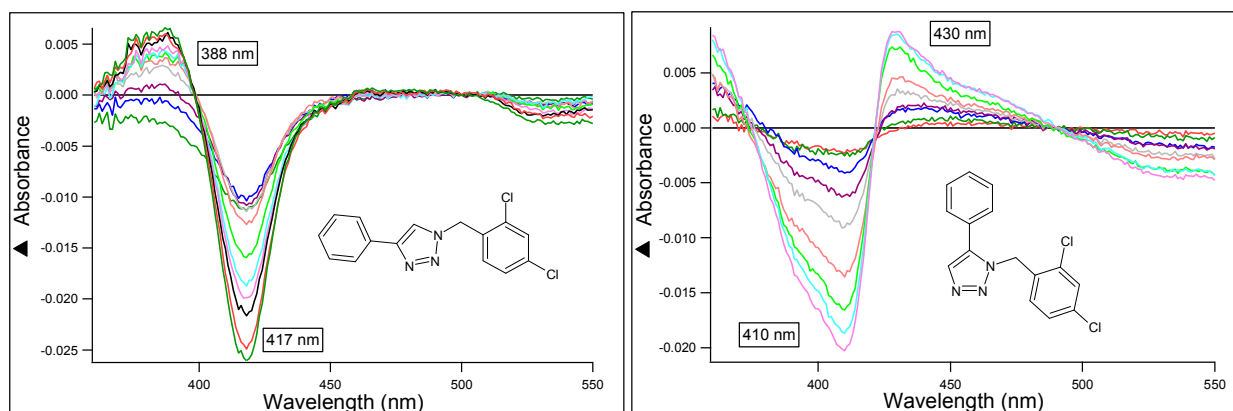 0.005
0.000
-0.005
-0.010
-0.015
-0.020
-0.025
▲ Absorbance
388 nm
417 nm
Cl
N
N
N
Cl
400
450
500
550
Wavelength (nm)
0.005
0.000
-0.005
-0.010
-0.015
-0.020
▲ Absorbance
430 nm
410 nm
Cl
N
N
N
Cl
400
450
500
550
Wavelength (nm)